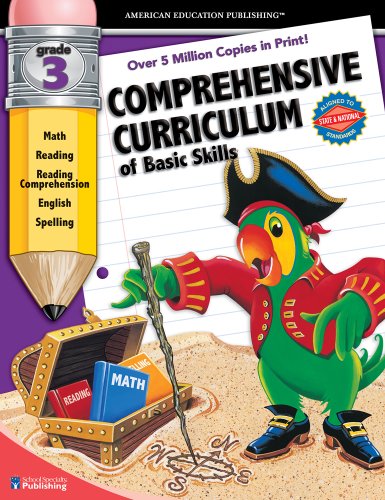 AMERICAN EDUCATION PUBLISHING™
grade
3
Over 5 Million Copies in Print!
COMPREHENSIVE
CURRICULUM
of Basic Skills
ALIGNED TO
STATE & NATIONAL
STANDARDS!
Math
Reading
Reading
Comprehension
English
Spelling
READING
MATH
N
E
S
W
School Specialty
Publishing